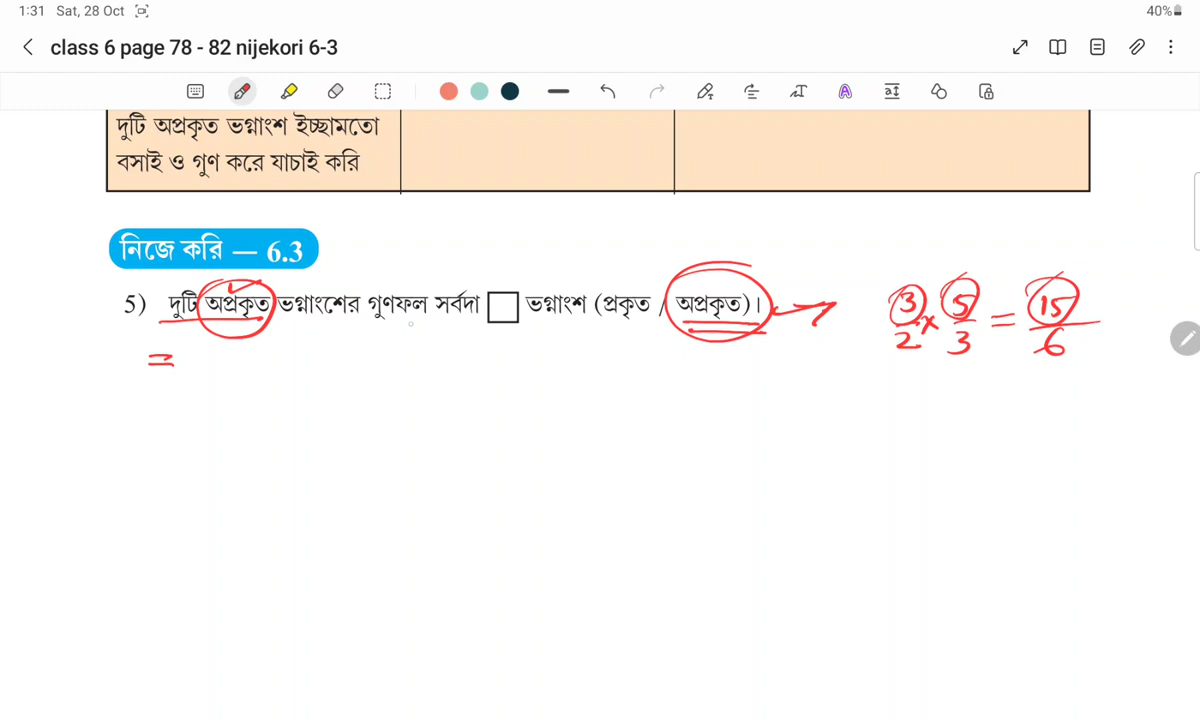 1:31 Sat, 28 Oct
40%
class 6 page 78 - 82 nijekori 6-3
দুটি অপ্রকৃত ভগ্নাংশ ইচ্ছামতো
বসাই ও গুণ করে যাচাই করি
নিজে করি — 6.3
5) দুটি অপ্রকৃত ভগ্নাংশের গুণফল সর্বদা □ ভগ্নাংশ (প্রকৃত / অপ্রকৃত)। → 3/2 × 5/3 = 15/6
=